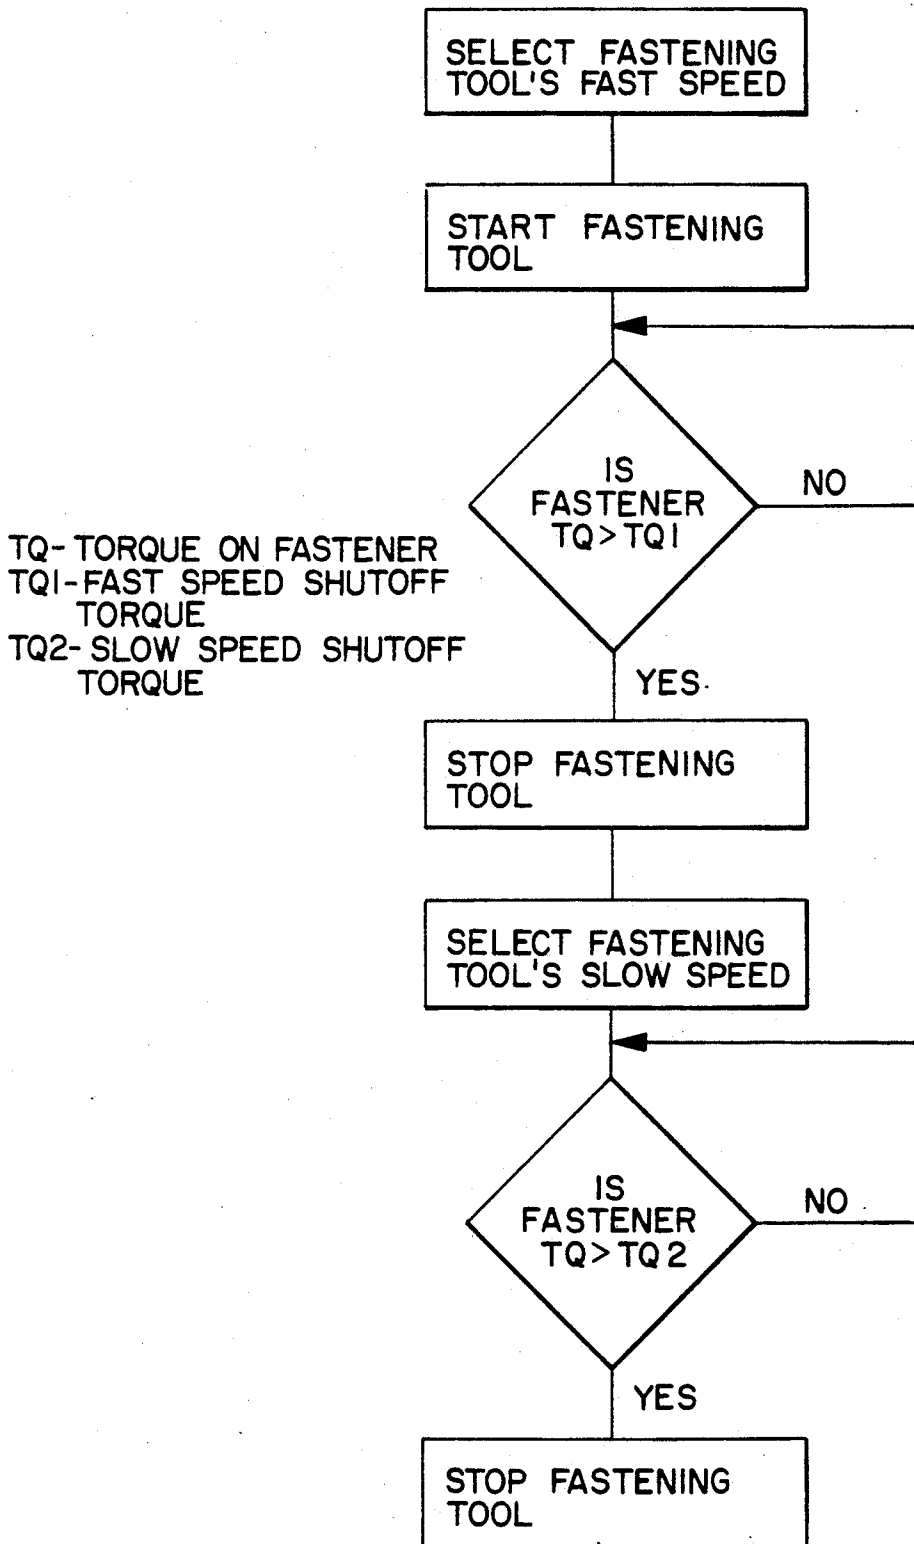 SELECT FASTENING
TOOL'S FAST SPEED
START FASTENING
TOOL
IS
FASTENER
TQ>TQ1
NO
TQ-TORQUE ON FASTENER
TQ1-FAST SPEED SHUTOFF
TORQUE
TQ2-SLOW SPEED SHUTOFF
TORQUE
YES
STOP FASTENING
TOOL
SELECT FASTENING
TOOL'S SLOW SPEED
IS
FASTENER
TQ>TQ2
NO
YES
STOP FASTENING
TOOL